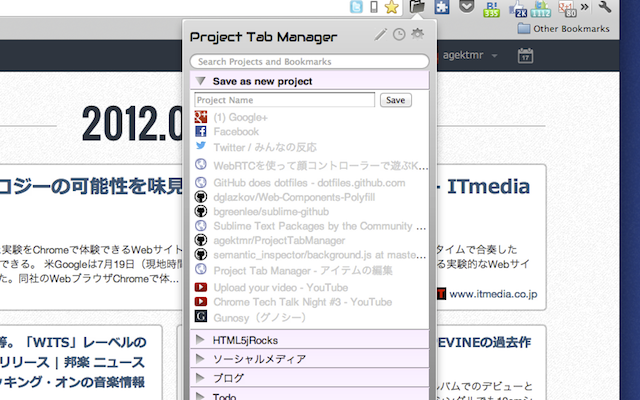 335
2K
112
80
Other Bookmarks
Project Tab Manager
agektmr
17
Search Projects and Bookmarks
Save as new project
Project Name
Save
2012.0
(1) Google+
Facebook
Twitter / みんなの反応
WebRTCを使って顔コントローラーで遊ぶK...
GitHub does dotfiles - dotfiles.github.com
dglazkov/Web-Components-Polyfill
bgreenlee/sublime-github
Sublime Text Packages by the Community ...
agektmr/ProjectTabManager
semantic_inspector/background.js at maste...
Project Tab Manager - アイテムの編集
Upload your video - YouTube
Chrome Tech Talk Night #3 - YouTube
Gunosy（グノシー）
HTML5jRocks
ソーシャルメディア
ブログ
Todo
ロジーの可能性を味見
- ITmedia
実験をChromeで体験できるWebサイト
タイムで合奏した
できる。 米Googleは7月19日（現地時間
る実験的なWebサイ
た。同社のWebブラウザChromeで体...
www.itmedia.co.jp
等。「WITS」レーベルの
リリース | 邦楽 ニュース
ッキング・オンの音楽情報
EVINEの過去作
ルバムでのデビューと